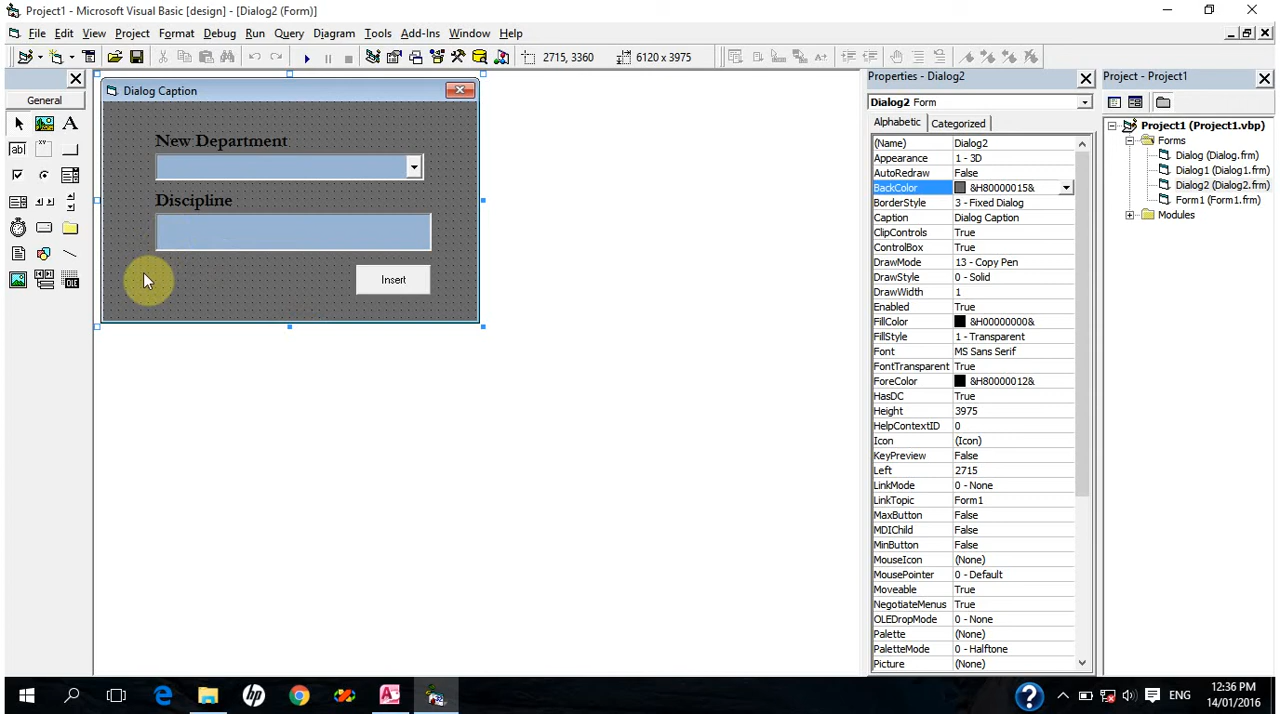 Project1 - Microsoft Visual Basic [design] - [Dialog2 (Form)]
File Edit View Project Format Debug Run Query Diagram Tools Add-Ins Window Help
2715, 3360 6120 x 3975
General
A
ab|
xy
OLE
Dialog Caption
New Department
Discipline
Insert
Properties - Dialog2
Dialog2 Form
Alphabetic Categorized
(Name) Dialog2
Appearance 1 - 3D
AutoRedraw False
BackColor &H80000015&
BorderStyle 3 - Fixed Dialog
Caption Dialog Caption
ClipControls True
ControlBox True
DrawMode 13 - Copy Pen
DrawStyle 0 - Solid
DrawWidth 1
Enabled True
FillColor &H00000000&
FillStyle 1 - Transparent
Font MS Sans Serif
FontTransparent True
ForeColor &H80000012&
HasDC True
Height 3975
HelpContextID 0
Icon (Icon)
KeyPreview False
Left 2715
LinkMode 0 - None
LinkTopic Form1
MaxButton False
MDIChild False
MinButton False
MouseIcon (None)
MousePointer 0 - Default
Moveable True
NegotiateMenus True
OLEDropMode 0 - None
Palette (None)
PaletteMode 0 - Halftone
Picture (None)
Project - Project1
Project1 (Project1.vbp)
Forms
Dialog (Dialog.frm)
Dialog1 (Dialog1.frm)
Dialog2 (Dialog2.frm)
Form1 (Form1.frm)
Modules
hp
A
?
ENG
12:36 PM
14/01/2016